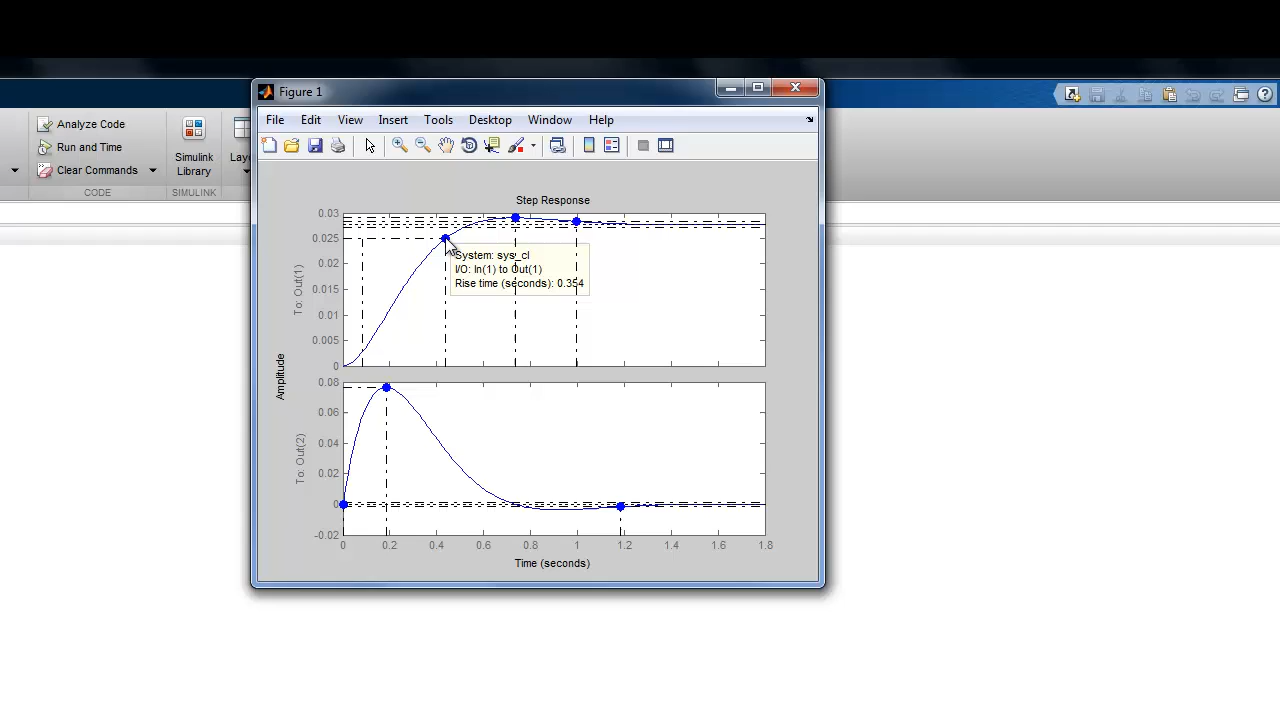 Figure 1
File Edit View Insert Tools Desktop Window Help
Analyze Code
Run and Time
Clear Commands
CODE
Simulink
Library
SIMULINK
Lay
Step Response
0.03
0.025
0.02
0.015
0.01
0.005
0
To: Out(1)
System: sys_cl
I/O: In(1) to Out(1)
Rise time (seconds): 0.354
Amplitude
0.08
0.06
0.04
0.02
0
-0.02
To: Out(2)
0 0.2 0.4 0.6 0.8 1 1.2 1.4 1.6 1.8
Time (seconds)